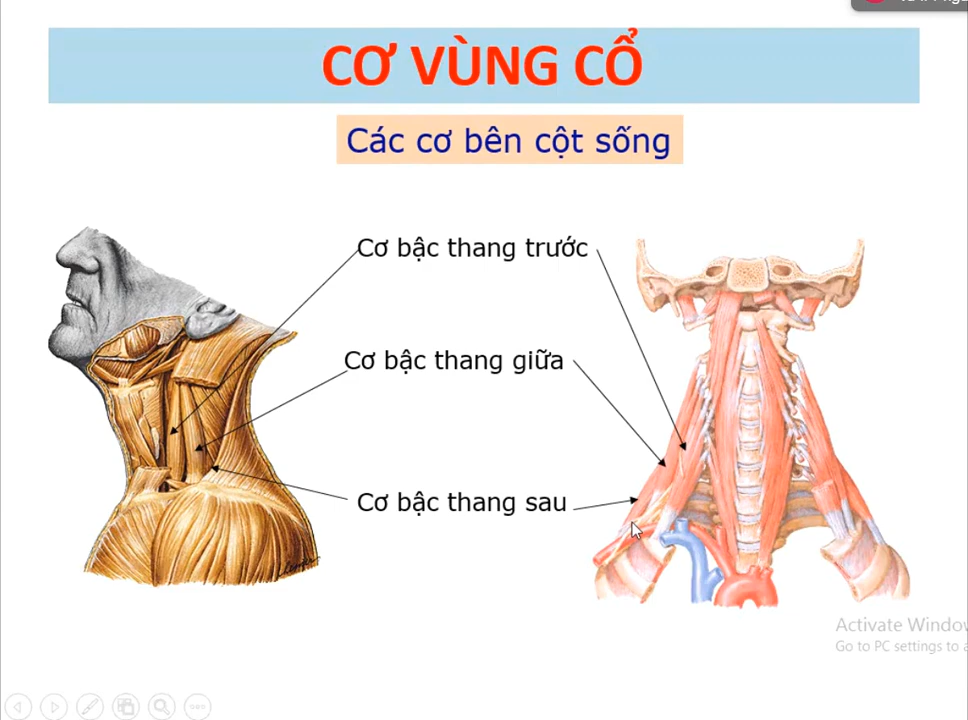 CƠ VÙNG CỔ
Các cơ bên cột sống
Cơ bậc thang trước
Cơ bậc thang giữa
Cơ bậc thang sau
Activate Window
Go to PC settings to a